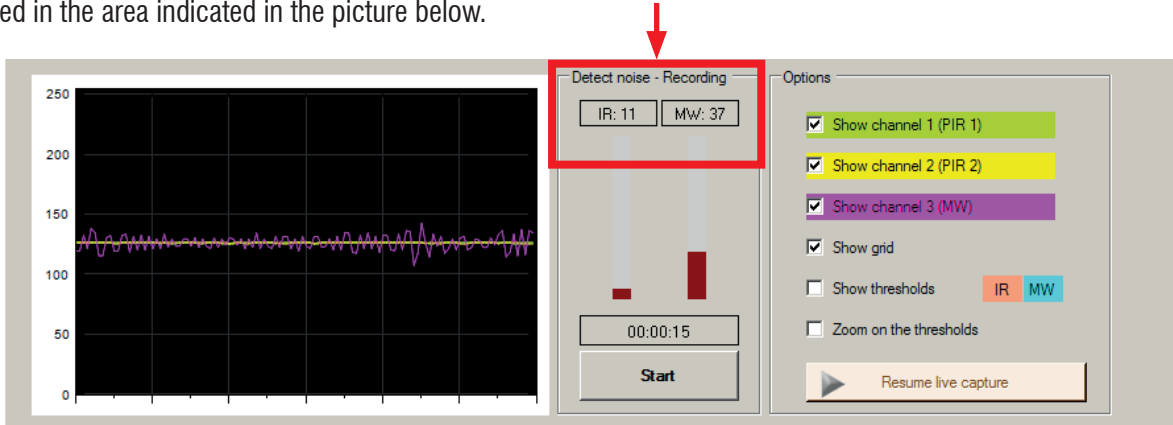 ed in the area indicated in the picture below.
250
200
150
100
50
0
Detect noise - Recording
IR: 11
MW: 37
00:00:15
Start
Options
Show channel 1 (PIR 1)
Show channel 2 (PIR 2)
Show channel 3 (MW)
Show grid
Show thresholds
IR
MW
Zoom on the thresholds
Resume live capture